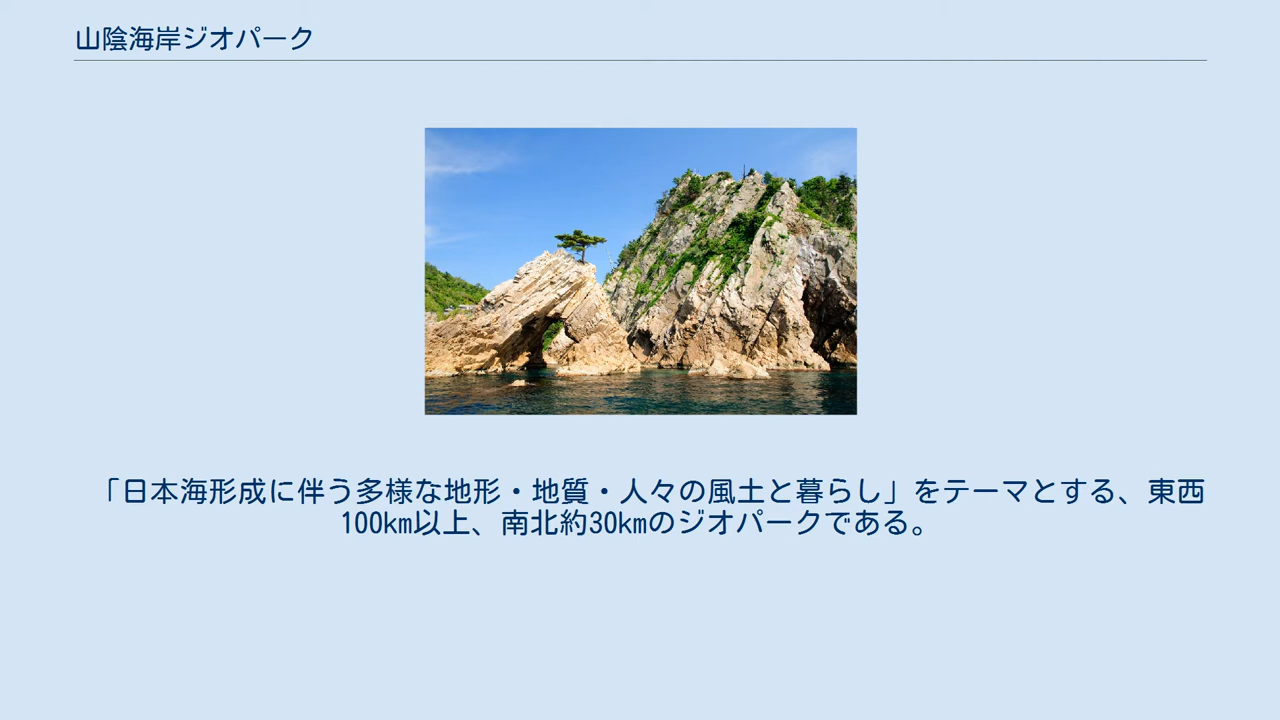 山陰海岸ジオパーク
「日本海形成に伴う多様な地形・地質・人々の風土と暮らし」をテーマとする、東西
100km以上、南北約30kmのジオパークである。